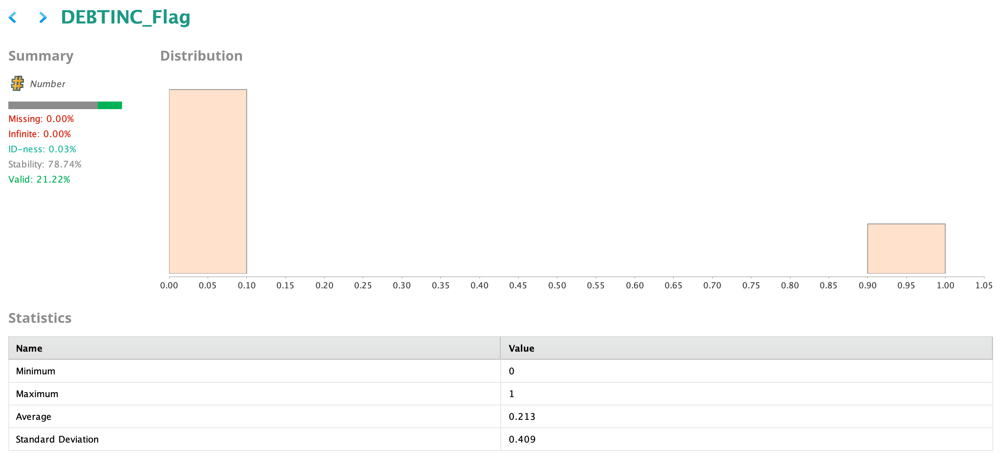 DEBTINC_Flag
Summary
Distribution
Number
Missing: 0.00%
Infinite: 0.00%
ID-ness: 0.03%
Stability: 78.74%
Valid: 21.22%
0.00 0.05 0.10 0.15 0.20 0.25 0.30 0.35 0.40 0.45 0.50 0.55 0.60 0.65 0.70 0.75 0.80 0.85 0.90 0.95 1.00 1.05
Statistics
Name Value
Minimum 0
Maximum 1
Average 0.213
Standard Deviation 0.409